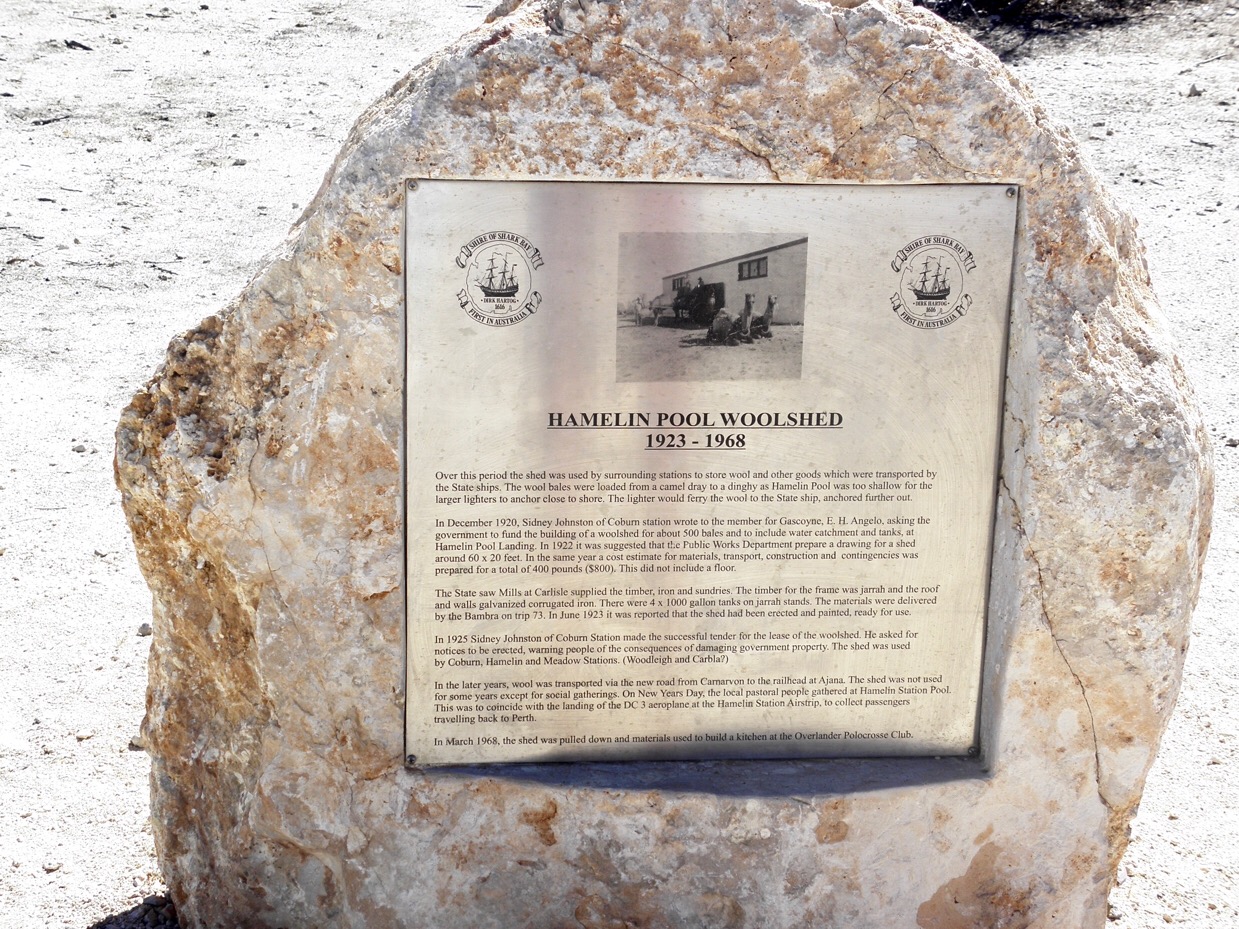 SHIRE OF SHARK BAY
DIRK HARTOG
1616
FIRST IN AUSTRALIA
SHIRE OF SHARK BAY
DIRK HARTOG
1616
FIRST IN AUSTRALIA
HAMELIN POOL WOOLSHED
1923 - 1968
Over this period the shed was used by surrounding stations to store wool and other goods which were transported by
the State ships. The wool bales were loaded from a camel dray to a dinghy as Hamelin Pool was too shallow for the
larger lighters to anchor close to shore. The lighter would ferry the wool to the State ship, anchored further out.
In December 1920, Sidney Johnston of Coburn station wrote to the member for Gascoyne, E. H. Angelo, asking the
government to fund the building of a woolshed for about 500 bales and to include water catchment and tanks, at
Hamelin Pool Landing. In 1922 it was suggested that the Public Works Department prepare a drawing for a shed
around 60 x 20 feet. In the same year a cost estimate for materials, transport, construction and contingencies was
prepared for a total of 400 pounds ($800). This did not include a floor.
The State saw Mills at Carlisle supplied the timber, iron and sundries. The timber for the frame was jarrah and the roof
and walls galvanized corrugated iron. There were 4 x 1000 gallon tanks on jarrah stands. The materials were delivered
by the Bambra on trip 73. In June 1923 it was reported that the shed had been erected and painted, ready for use.
In 1925 Sidney Johnston of Coburn Station made the successful tender for the lease of the woolshed. He asked for
notices to be erected, warning people of the consequences of damaging government property. The shed was used
by Coburn, Hamelin and Meadow Stations. (Woodleigh and Carbla?)
In the later years, wool was transported via the new road from Carnarvon to the railhead at Ajana. The shed was not used
for some years except for social gatherings. On New Years Day, the local pastoral people gathered at Hamelin Station Pool.
This was to coincide with the landing of the DC 3 aeroplane at the Hamelin Station Airstrip, to collect passengers
travelling back to Perth.
In March 1968, the shed was pulled down and materials used to build a kitchen at the Overlander Polocrosse Club.